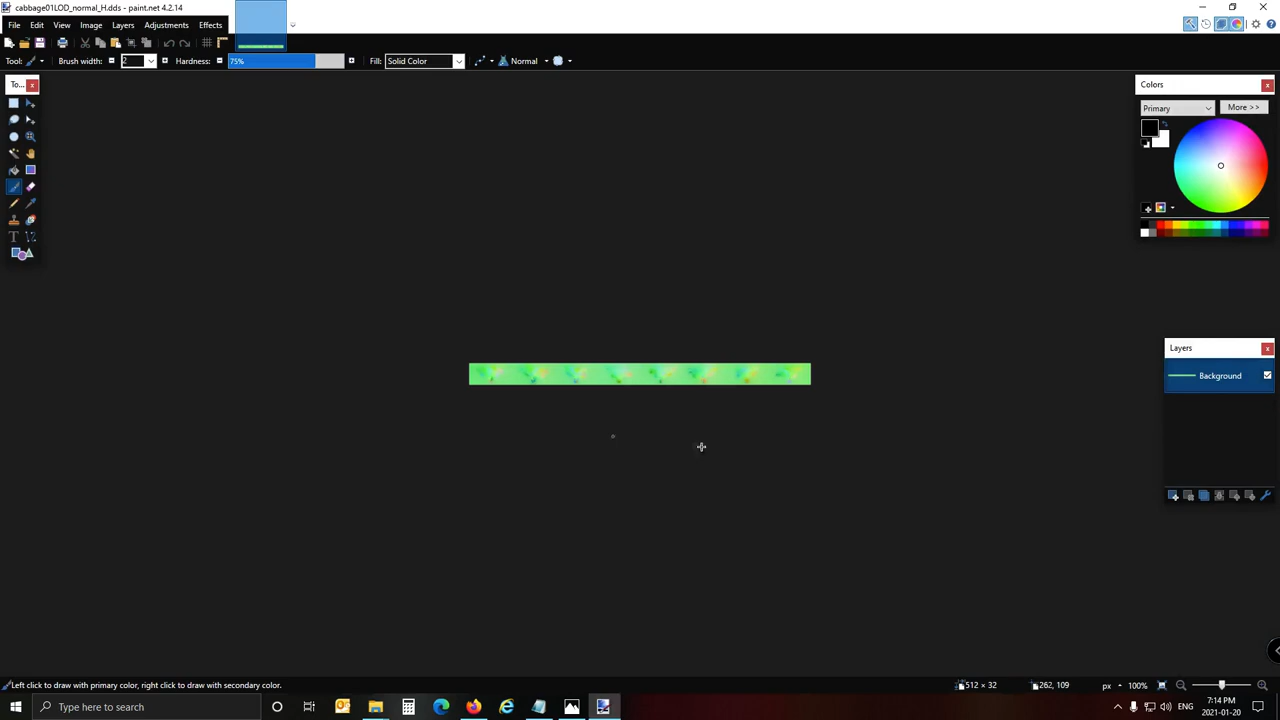 cabbage01LOD_normal_H.dds - paint.net 4.2.14
File Edit View Image Layers Adjustments Effects
Tool: Brush width: 2 Hardness: 75% Fill: Solid Color Normal
To...
Colors
Primary More >>
Layers
Background
Left click to draw with primary color, right click to draw with secondary color. 512 × 32 262, 109 px 100%
Type here to search ENG 7:14 PM
2021-01-20